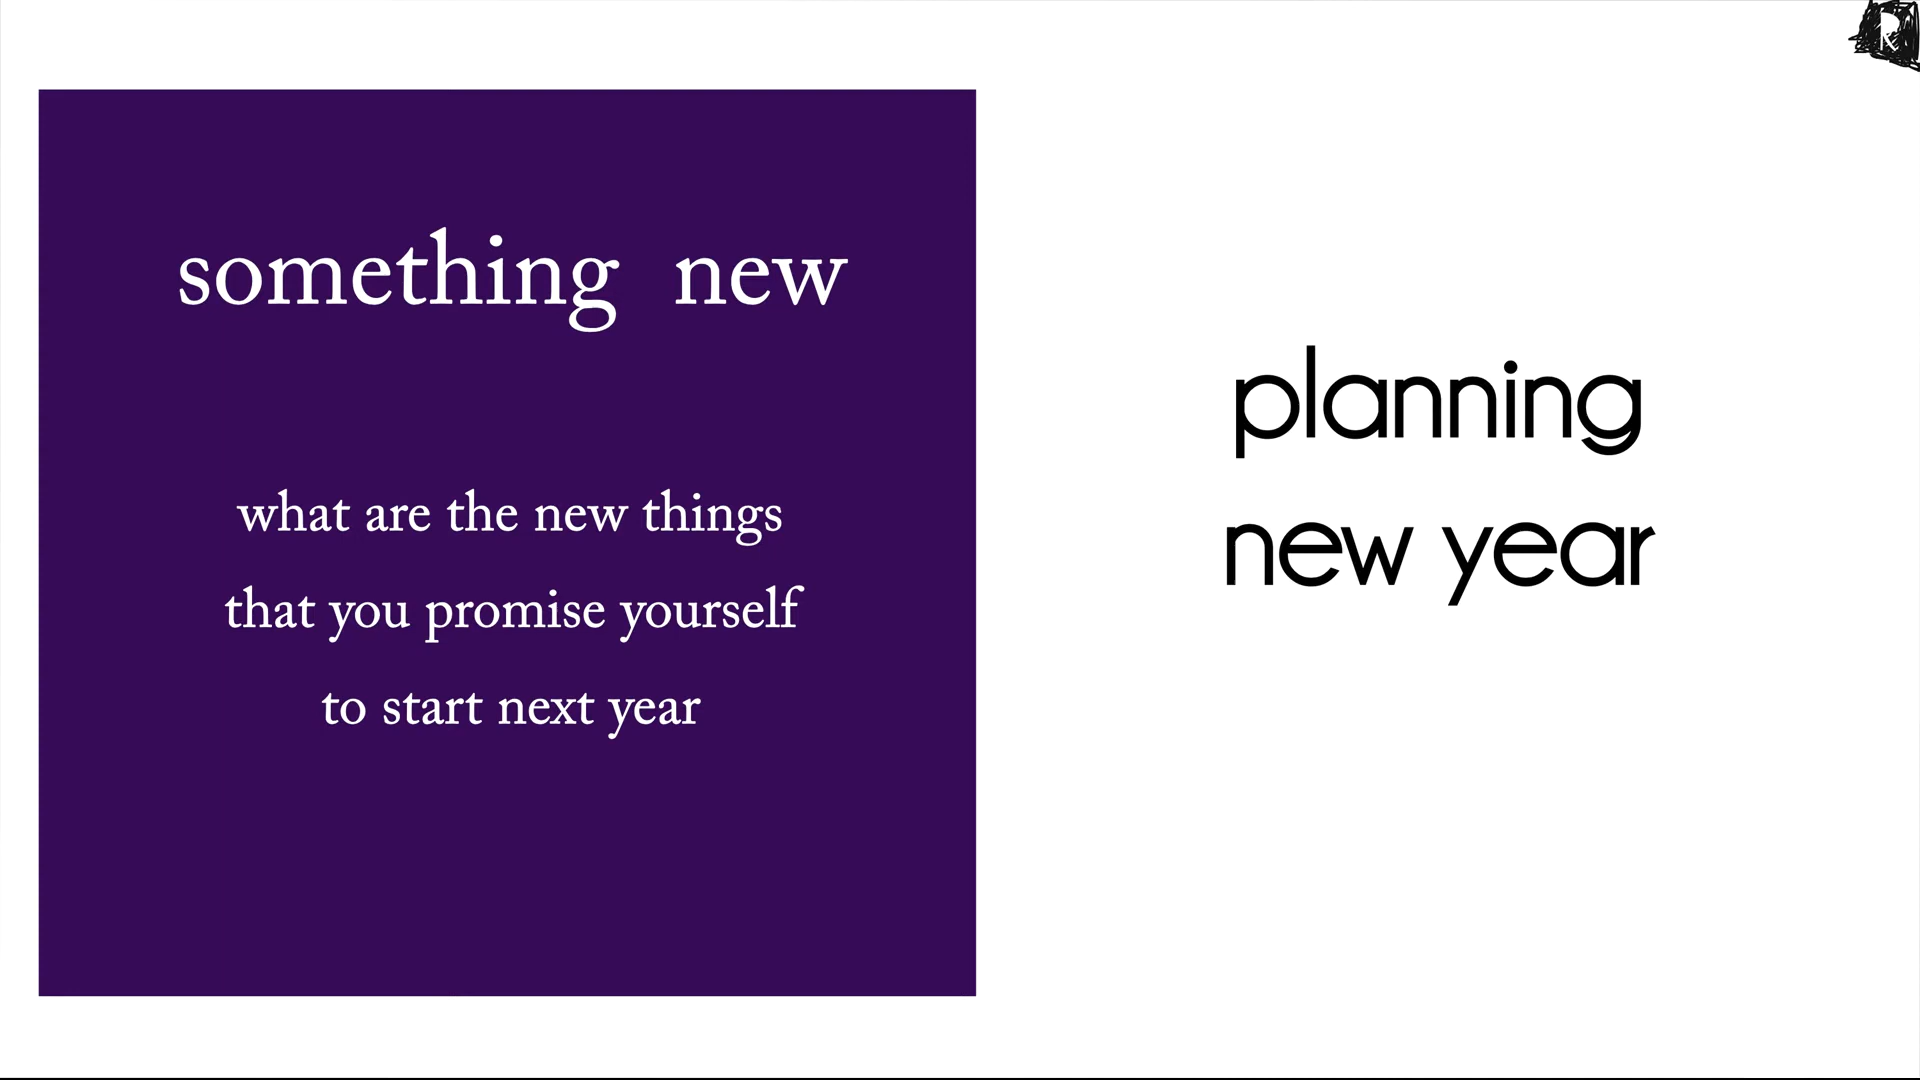 something new
what are the new things
that you promise yourself
to start next year
planning
new year
R